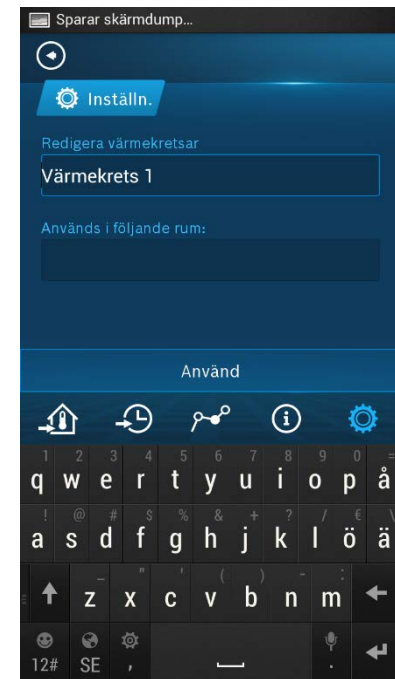 Sparar skärmdump...
Inställn.
Redigera värmekretsar
Värmekrets 1
Används i följande rum:
Använd
1 2 3 4 5 6 7 8 9 0 =
q w e r t y u i o p å
! @ # $ % & + ? / € \
a s d f g h j k l ö ä
_ " ' ( ) - :
z x c v b n m
12# SE , .